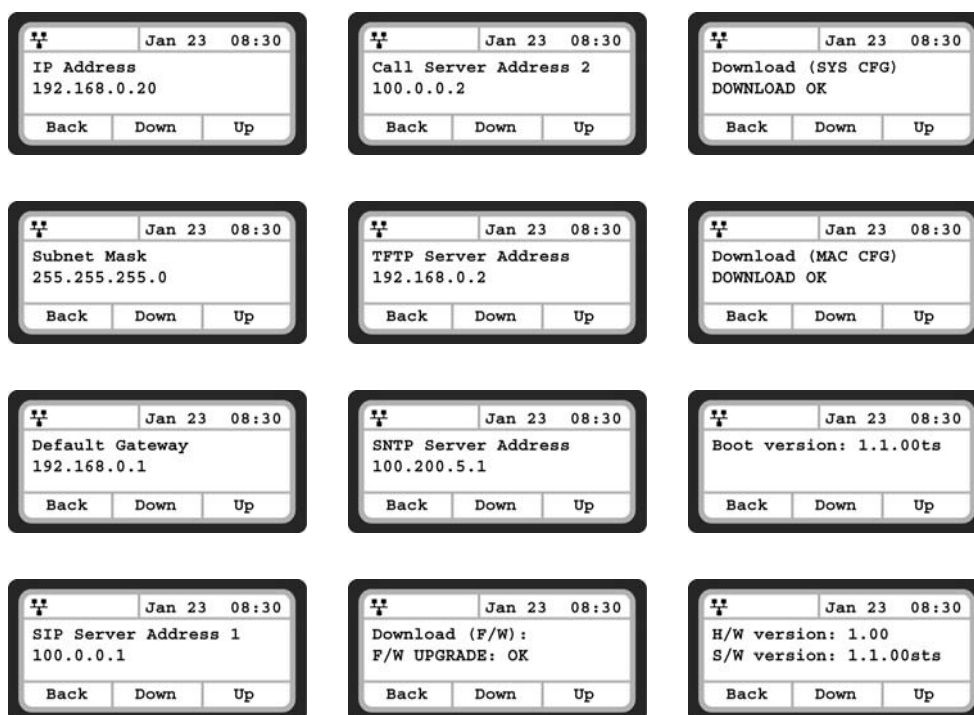 Jan 23 08:30
IP Address
192.168.0.20
Back Down Up
Jan 23 08:30
Subnet Mask
255.255.255.0
Back Down Up
Jan 23 08:30
Default Gateway
192.168.0.1
Back Down Up
Jan 23 08:30
SIP Server Address 1
100.0.0.1
Back Down Up
Jan 23 08:30
Call Server Address 2
100.0.0.2
Back Down Up
Jan 23 08:30
TFTP Server Address
192.168.0.2
Back Down Up
Jan 23 08:30
SNTP Server Address
100.200.5.1
Back Down Up
Jan 23 08:30
Download (F/W):
F/W UPGRADE: OK
Back Down Up
Jan 23 08:30
Download (SYS CFG)
DOWNLOAD OK
Back Down Up
Jan 23 08:30
Download (MAC CFG)
DOWNLOAD OK
Back Down Up
Jan 23 08:30
Boot version: 1.1.00ts
Back Down Up
Jan 23 08:30
H/W version: 1.00
S/W version: 1.1.00sts
Back Down Up